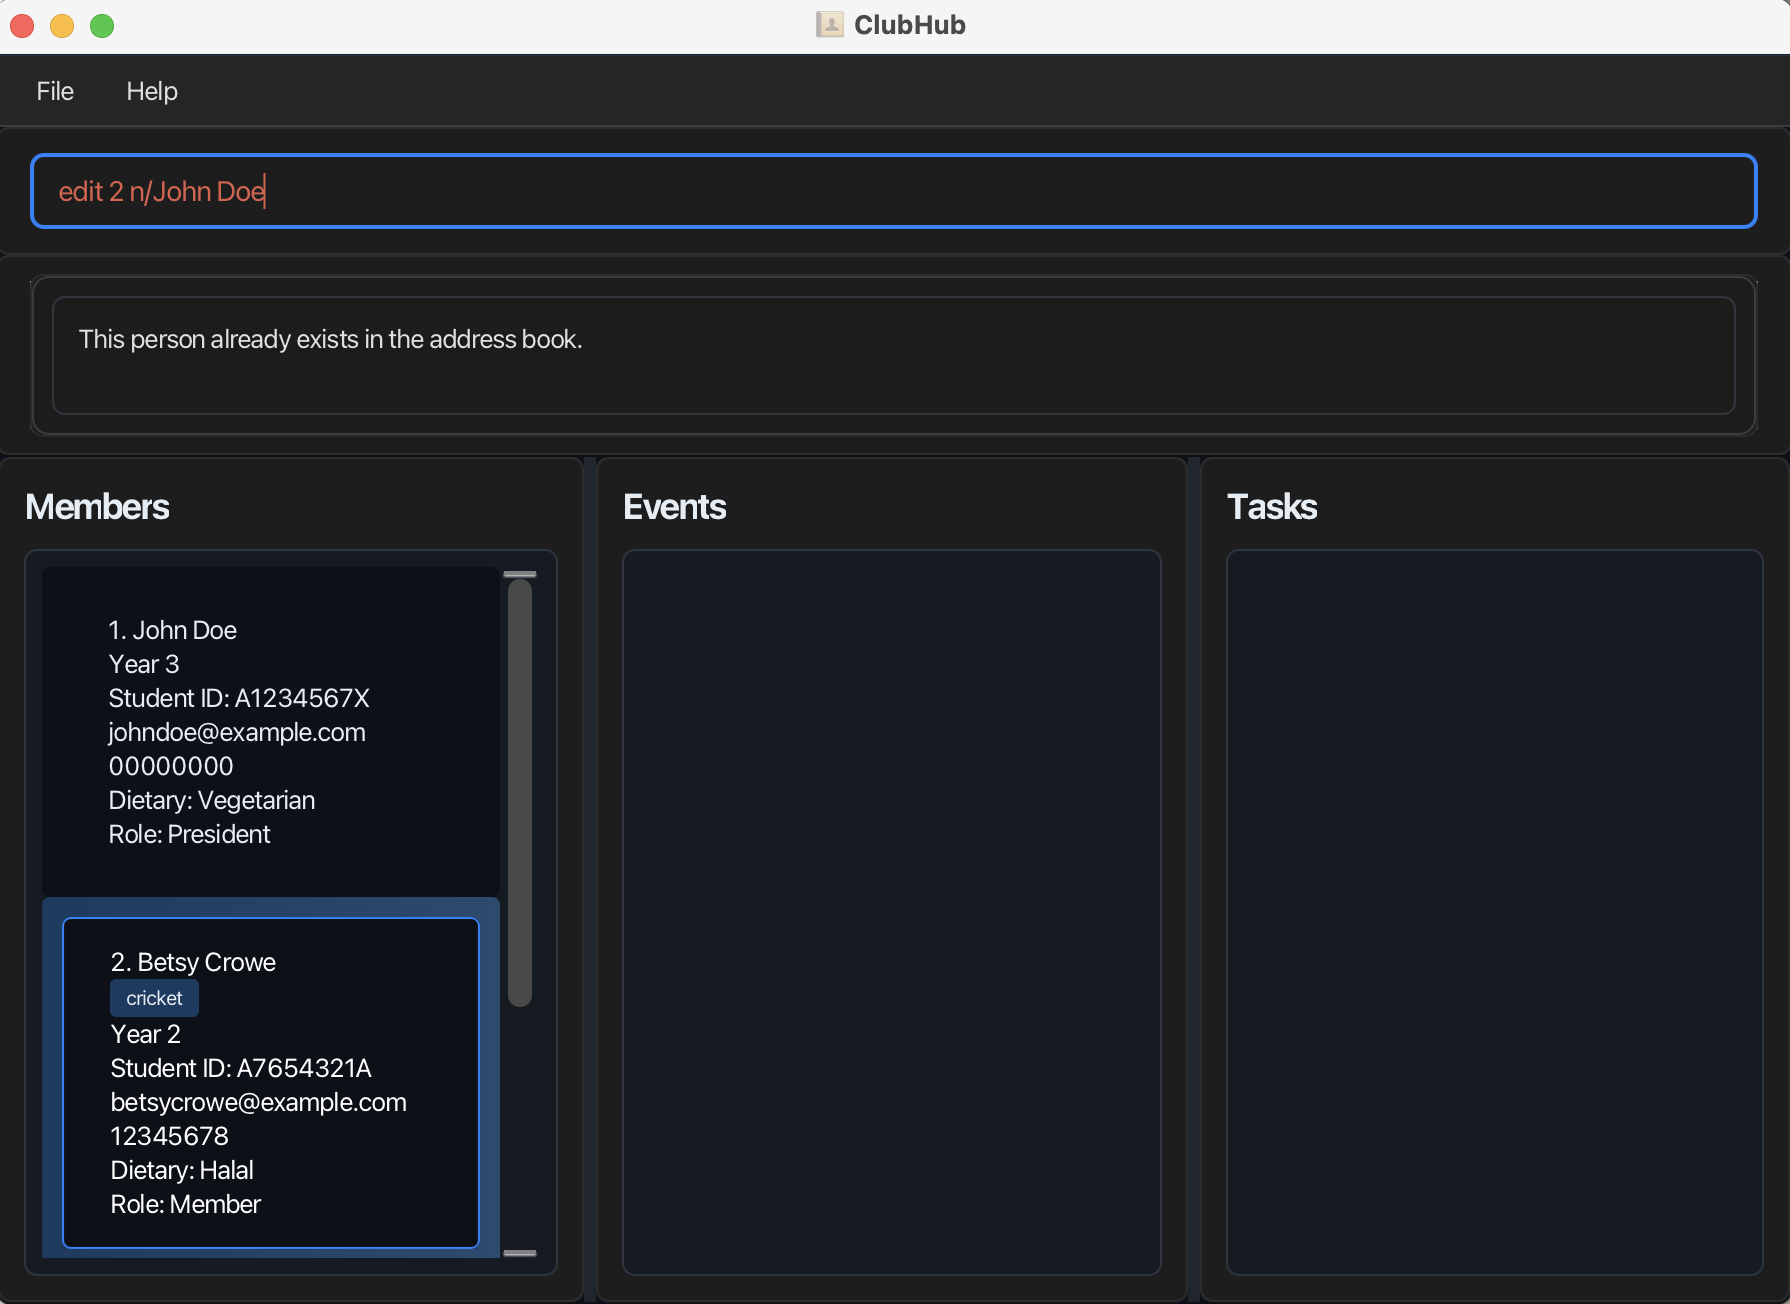 ClubHub
File Help
edit 2 n/John Doe
This person already exists in the address book.
Members
1. John Doe
Year 3
Student ID: A1234567X
johndoe@example.com
00000000
Dietary: Vegetarian
Role: President
2. Betsy Crowe
cricket
Year 2
Student ID: A7654321A
betsycrowe@example.com
12345678
Dietary: Halal
Role: Member
Events
Tasks